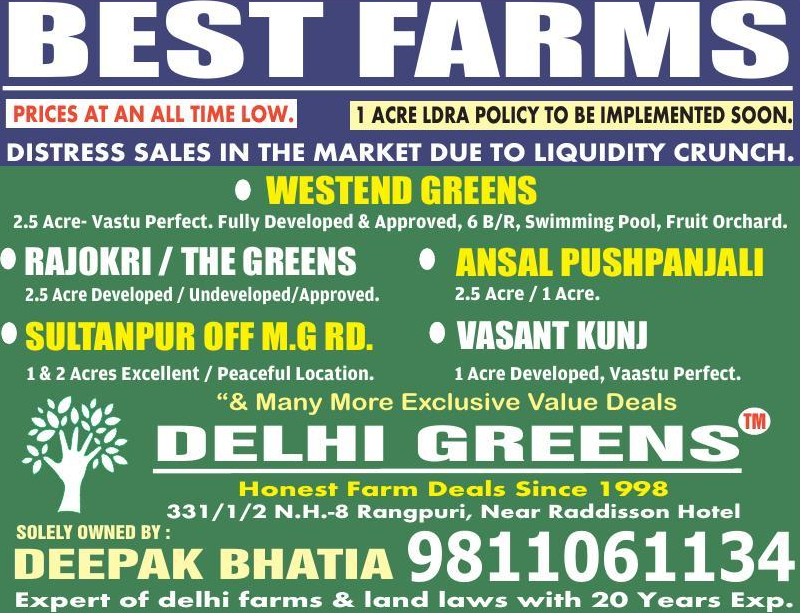 BEST FARMS
PRICES AT AN ALL TIME LOW.
1 ACRE LDRA POLICY TO BE IMPLEMENTED SOON.
DISTRESS SALES IN THE MARKET DUE TO LIQUIDITY CRUNCH.
• WESTEND GREENS
2.5 Acre- Vastu Perfect. Fully Developed & Approved, 6 B/R, Swimming Pool, Fruit Orchard.
• RAJOKRI / THE GREENS
2.5 Acre Developed / Undeveloped/Approved.
• ANSAL PUSHPANJALI
2.5 Acre / 1 Acre.
• SULTANPUR OFF M.G RD.
1 & 2 Acres Excellent / Peaceful Location.
• VASANT KUNJ
1 Acre Developed, Vaastu Perfect.
“& Many More Exclusive Value Deals
DELHI GREENS TM
Honest Farm Deals Since 1998
331/1/2 N.H.-8 Rangpuri, Near Raddisson Hotel
SOLELY OWNED BY :
DEEPAK BHATIA 9811061134
Expert of delhi farms & land laws with 20 Years Exp.